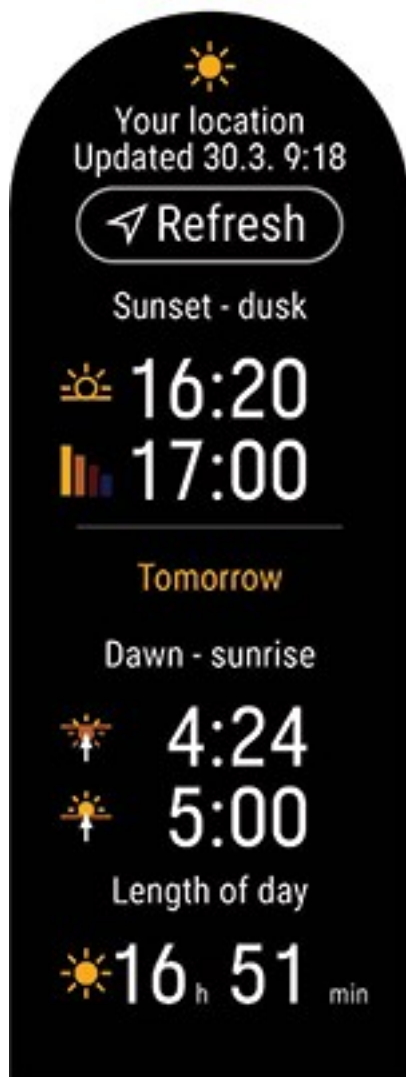 Your location
Updated 30.3. 9:18
Refresh
Sunset - dusk
16:20
17:00
Tomorrow
Dawn - sunrise
4:24
5:00
Length of day
16 h 51 min